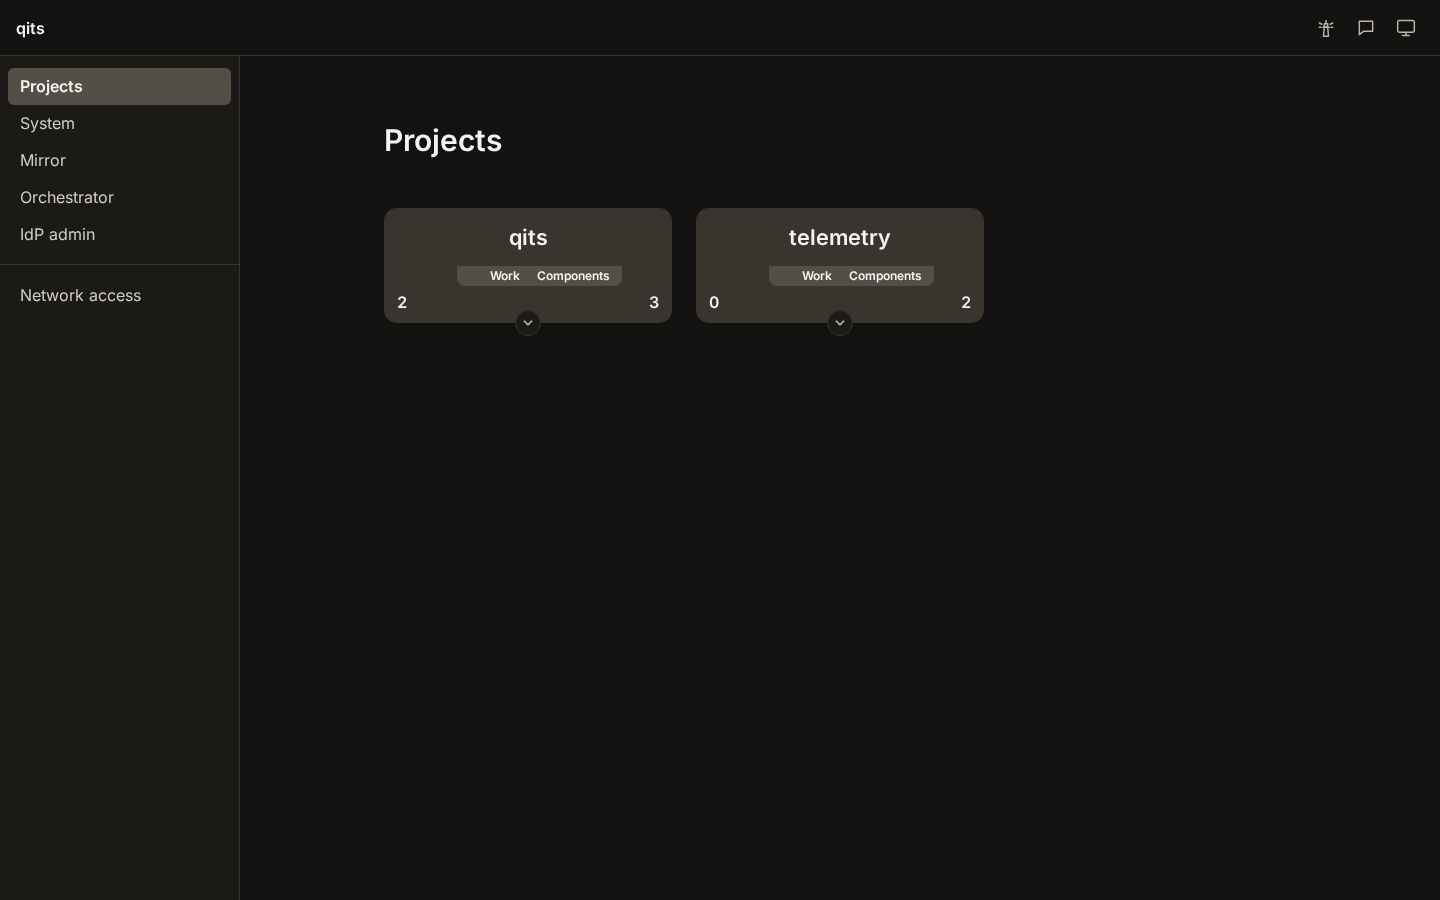 qits
Projects
System
Mirror
Orchestrator
IdP admin
Network access
Projects
qits
Work Components
2 3
telemetry
Work Components
0 2